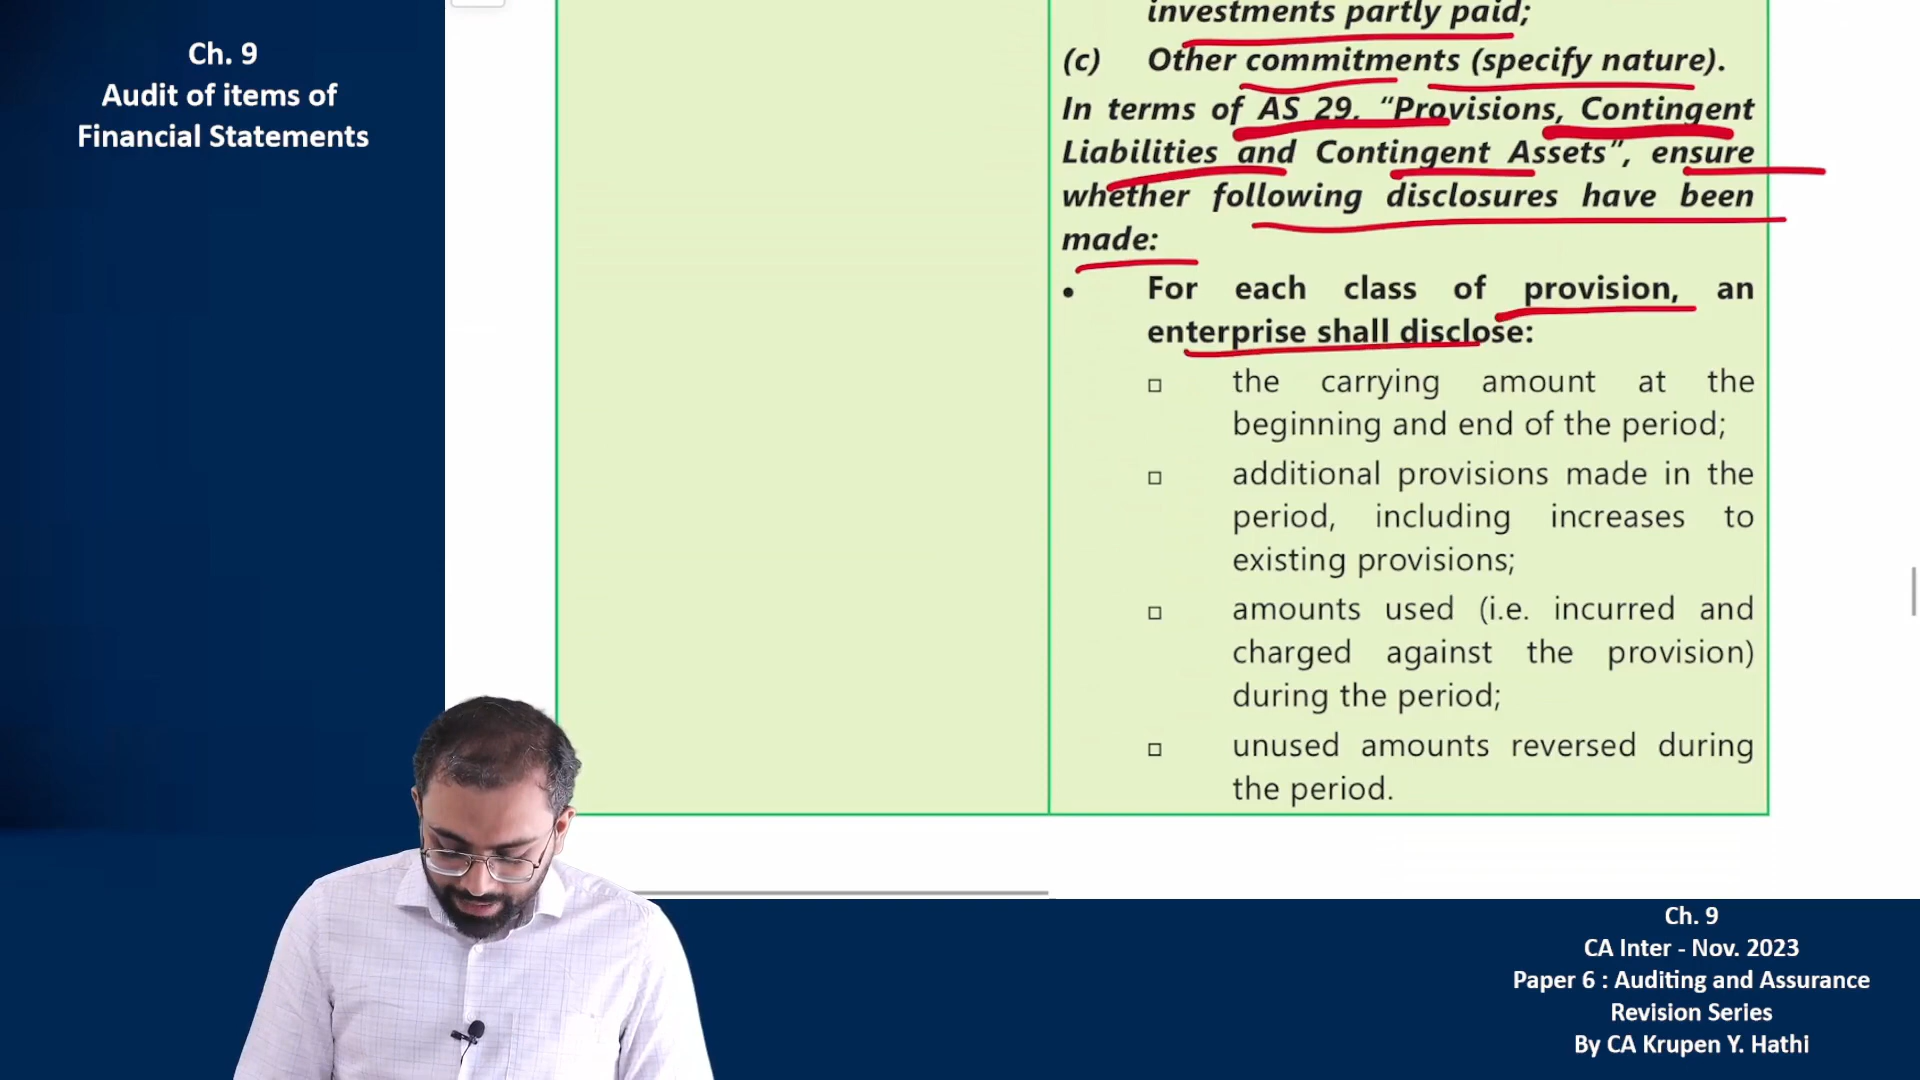 Ch. 9
Audit of items of
Financial Statements
investments partly paid;
(c) Other commitments (specify nature).
In terms of AS 29. “Provisions, Contingent
Liabilities and Contingent Assets”, ensure
whether following disclosures have been
made:
• For each class of provision, an
enterprise shall disclose:
□ the carrying amount at the
beginning and end of the period;
□ additional provisions made in the
period, including increases to
existing provisions;
□ amounts used (i.e. incurred and
charged against the provision)
during the period;
□ unused amounts reversed during
the period.
Ch. 9
CA Inter - Nov. 2023
Paper 6 : Auditing and Assurance
Revision Series
By CA Krupen Y. Hathi